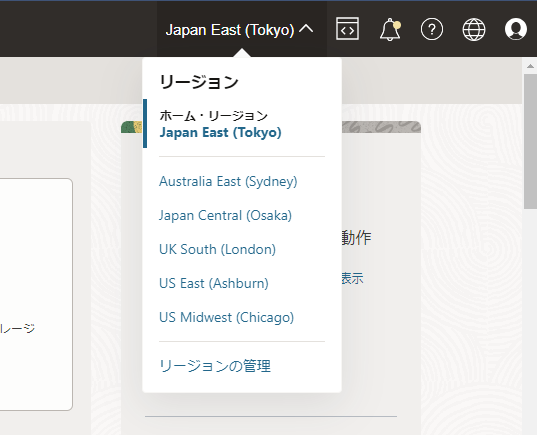 Japan East (Tokyo)
リージョン
ホーム・リージョン
Japan East (Tokyo)
Australia East (Sydney)
Japan Central (Osaka)
動作
UK South (London)
表示
US East (Ashburn)
US Midwest (Chicago)
レージ
リージョンの管理